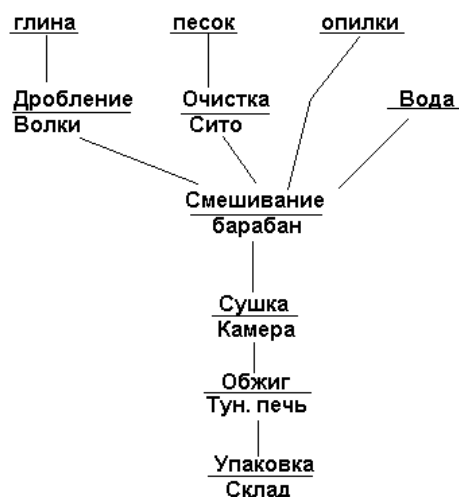 глина песок опилки
Дробление Очистка Вода
Волки Сито
Смешивание
барабан
Сушка
Камера
Обжиг
Тун. печь
Упаковка
Склад